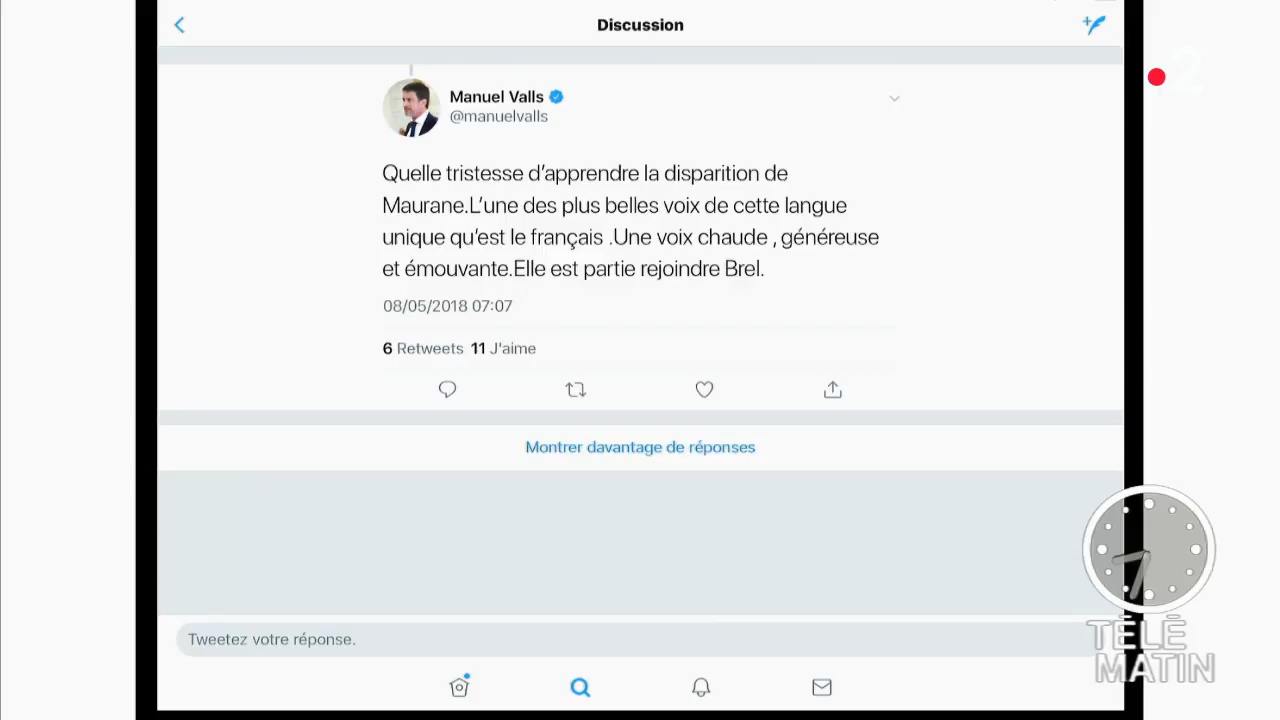 Discussion
2
Manuel Valls
@manuelvalls
Quelle tristesse d'apprendre la disparition de
Maurane.L'une des plus belles voix de cette langue
unique qu'est le français .Une voix chaude , généreuse
et émouvante.Elle est partie rejoindre Brel.
08/05/2018 07:07
6 Retweets 11 J'aime
Montrer davantage de réponses
Tweetez votre réponse.
TÉLÉ
MATIN